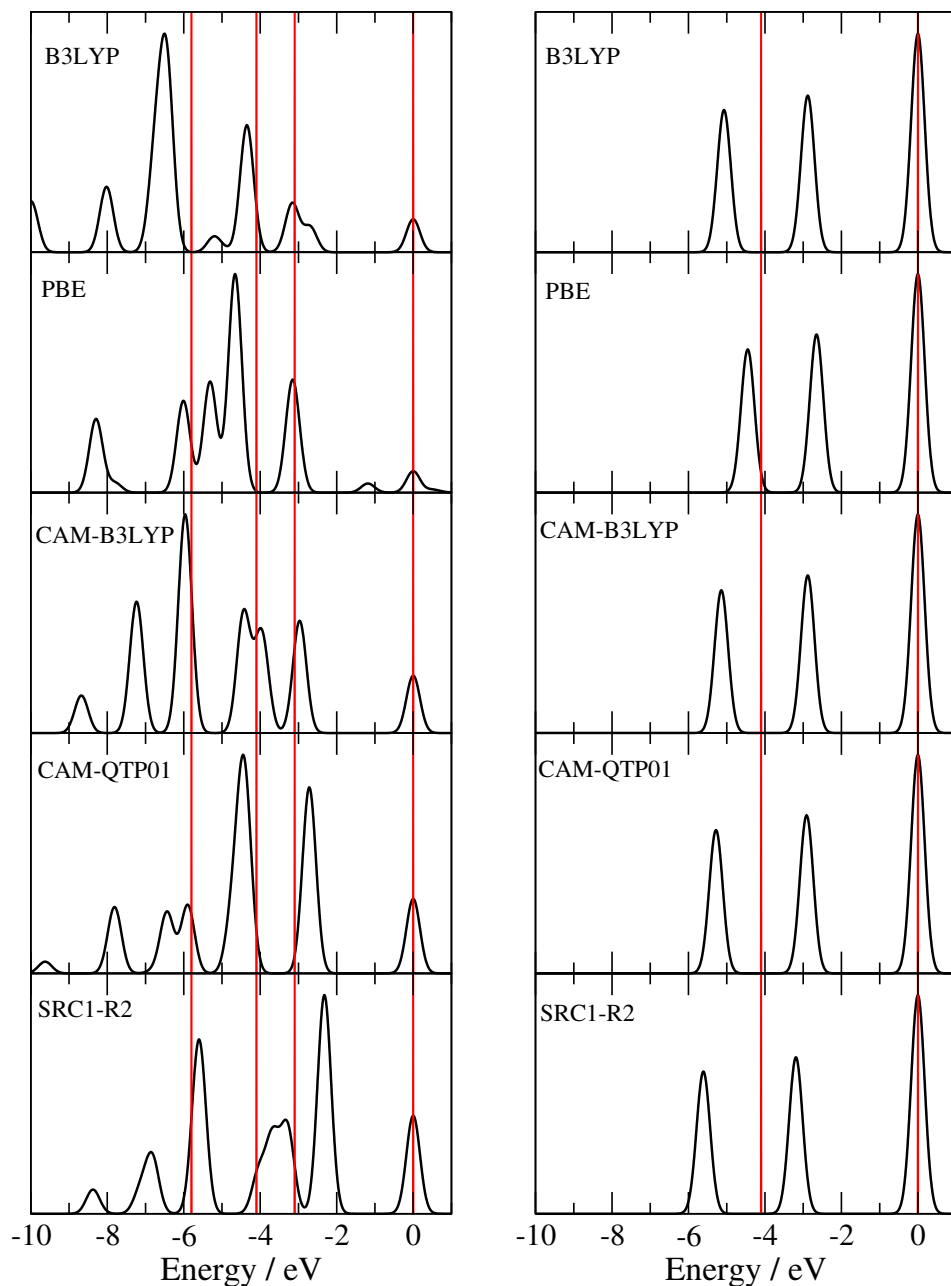 B3LYP
PBE
CAM-B3LYP
CAM-QTP01
SRC1-R2
-10 -8 -6 -4 -2 0
Energy / eV
B3LYP
PBE
CAM-B3LYP
CAM-QTP01
SRC1-R2
-10 -8 -6 -4 -2 0
Energy / eV